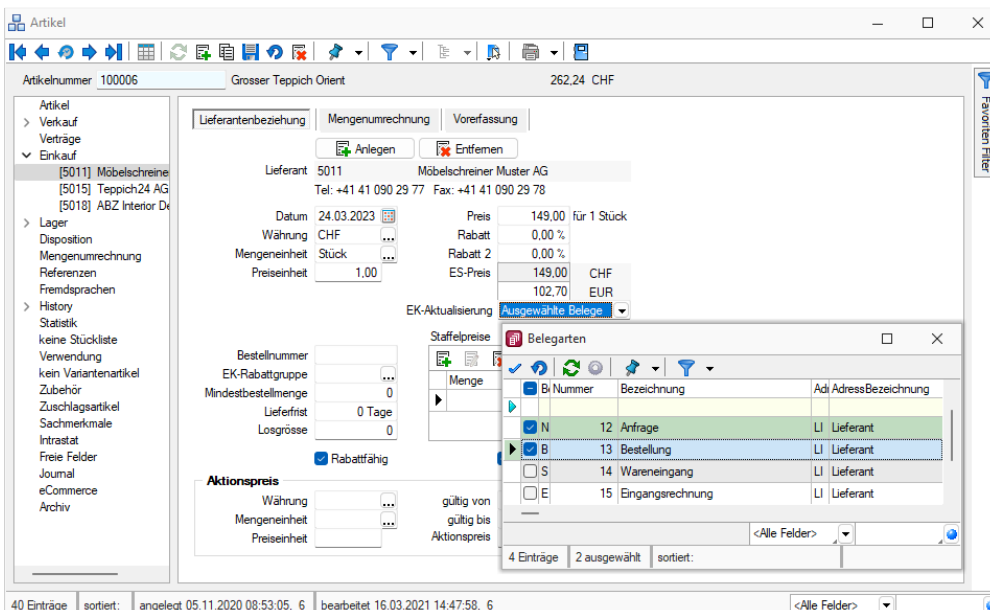 Artikel
Artikelnummer 100006 Grosser Teppich Orient 262,24 CHF
Favoriten Filter
Artikel
Verkauf
Verträge
Einkauf
[5011] Möbelschreine
[5015] Teppich24 AG
[5018] ABZ Interior De
Lager
Disposition
Mengenumrechnung
Referenzen
Fremdsprachen
History
Statistik
keine Stückliste
Verwendung
kein Variantenartikel
Zubehör
Zuschlagsartikel
Sachmerkmale
Intrastat
Freie Felder
Journal
eCommerce
Archiv
Lieferantenbeziehung Mengenumrechnung Vorerfassung
Anlegen Entfernen
Lieferant 5011 Möbelschreiner Muster AG
Tel: +41 41 090 29 77 Fax: +41 41 090 29 78
Datum 24.03.2023 Preis 149,00 für 1 Stück
Währung CHF ... Rabatt 0,00 %
Mengeneinheit Stück ... Rabatt 2 0,00 %
Preiseinheit 1,00 ES-Preis 149,00 CHF
102,70 EUR
EK-Aktualisierung Ausgewählte Belege
Staffelpreise
Menge
Bestellnummer
EK-Rabattgruppe ...
Mindestbestellmenge 0
Lieferfrist 0 Tage
Losgrösse 0
Rabattfähig
Aktionspreis
Währung ... gültig von
Mengeneinheit ... gültig bis
Preiseinheit Aktionspreis
Belegarten
Nummer Bezeichnung AdressBezeichnung
N 12 Anfrage LI Lieferant
B 13 Bestellung LI Lieferant
S 14 Wareneingang LI Lieferant
E 15 Eingangsrechnung LI Lieferant
<Alle Felder>
4 Einträge 2 ausgewählt sortiert:
40 Einträge sortiert: angelegt 05.11.2020 08:53:05, 6 bearbeitet 16.03.2021 14:47:58, 6 <Alle Felder>